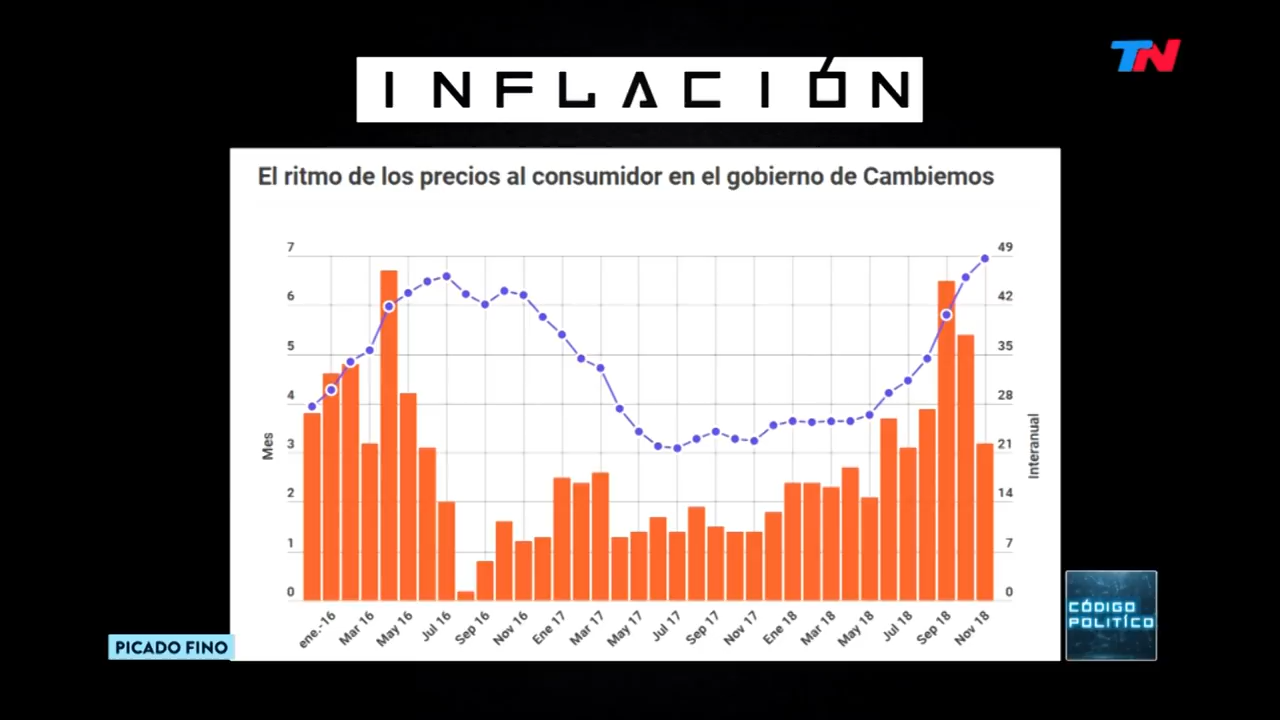 TN
INFLACIÓN
El ritmo de los precios al consumidor en el gobierno de Cambiemos
7 49
6 42
5 35
4 28
3 21
2 14
1 7
0 0
Mes
Interanual
ene.-16 Mar 16 May 16 Jul 16 Sep 16 Nov 16 Ene 17 Mar 17 May 17 Jul 17 Sep 17 Nov 17 Ene 18 Mar 18 May 18 Jul 18 Sep 18 Nov 18
CÓDIGO
POLITÍCO
PICADO FINO